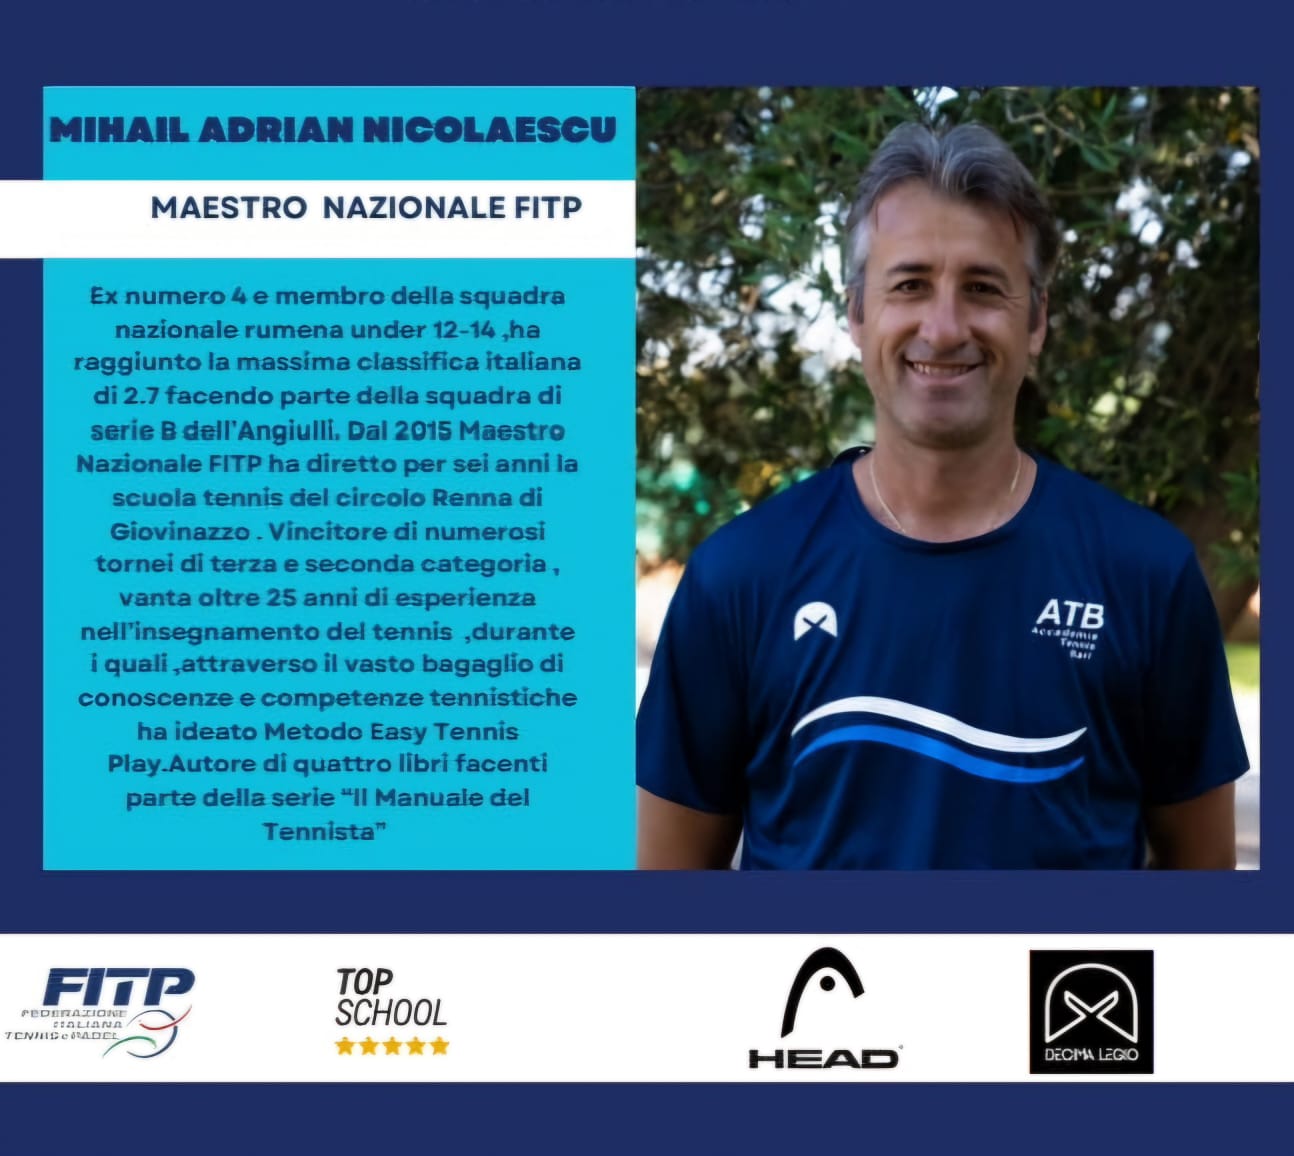 MIHAIL ADRIAN NICOLAESCU
MAESTRO NAZIONALE FITP
Ex numero 4 e membro della squadra
nazionale rumena under 12-14 ,ha
raggiunto la massima classifica italiana
di 2.7 facendo parte della squadra di
serie B dell'Angiulli. Dal 2015 Maestro
Nazionale FITP ha diretto per sei anni la
scuola tennis del circolo Renna di
Giovinazzo . Vincitore di numerosi
tornei di terza e seconda categoria ,
vanta oltre 25 anni di esperienza
nell'insegnamento del tennis ,durante
i quali ,attraverso il vasto bagaglio di
conoscenze e competenze tennistiche
ha ideato Metodo Easy Tennis
Play.Autore di quattro libri facenti
parte della serie "Il Manuale del
Tennista"
ATB
Accademia
Tennis
Bari
FITP
FEDERAZIONE
ITALIANA
TENNIS e PADEL
TOP
SCHOOL
HEAD
DECIMA LEGIO